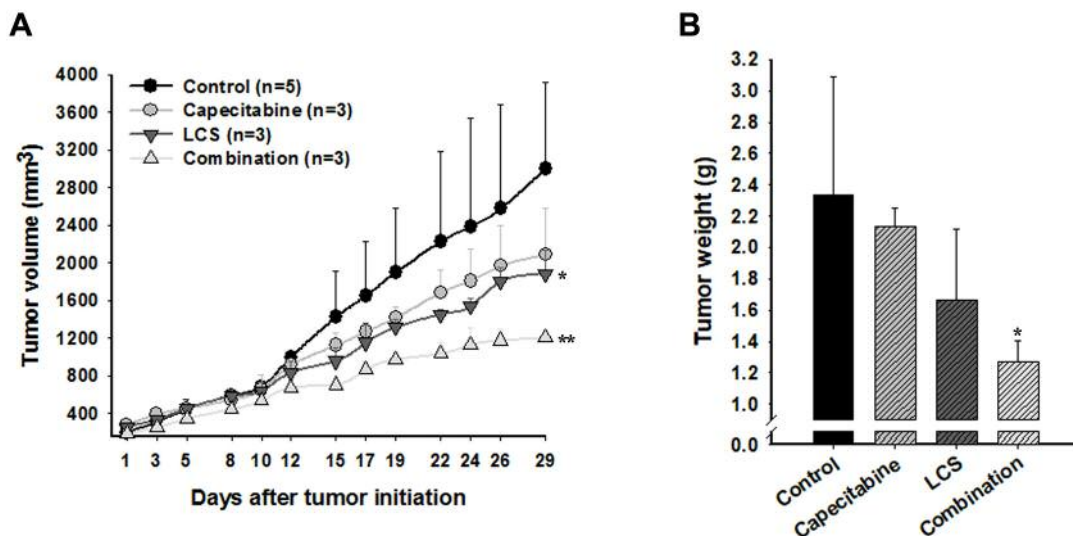 A
Tumor volume (mm3)
4000
3600
3200
2800
2400
2000
1600
1200
800
400
Control (n=5)
Capecitabine (n=3)
LCS (n=3)
Combination (n=3)
*
**
1 3 5 8 10 12 15 17 19 22 24 26 29
Days after tumor initiation
B
Tumor weight (g)
3.2
3.0
2.8
2.6
2.4
2.2
2.0
1.8
1.6
1.4
1.2
1.0
0.0
*
Control
Capecitabine
LCS
Combination